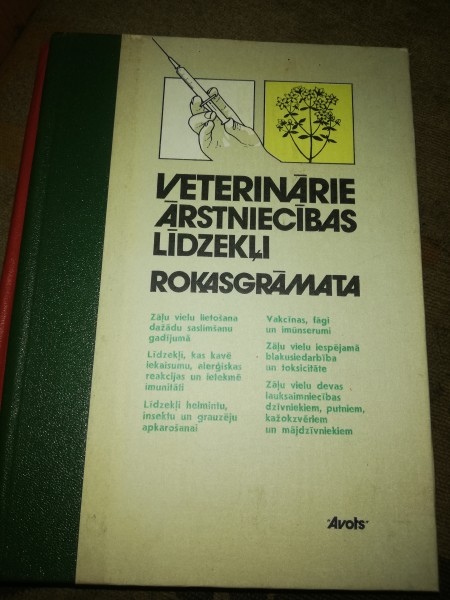 VETERINĀRIE
ĀRSTNIECĪBAS
LĪDZEKĻI
ROKASGRĀMATA
Zāļu vielu lietošana
dažādu saslimšanu
gadījumā
Līdzekļi, kas kavē
iekaisumu, alerģiskas
reakcijas un ietekmē
imunitāti
Līdzekļi helmintu,
insektu un grauzēju
apkarošanai
Vakcīnas, fāgi
un imūnserumi
Zāļu vielu iespējamā
blakusiedarbība
un toksicitāte
Zāļu vielu devas
lauksaimniecības
dzīvniekiem, putniem,
kažokzvēriem
un mājdzīvniekiem
"Avots"